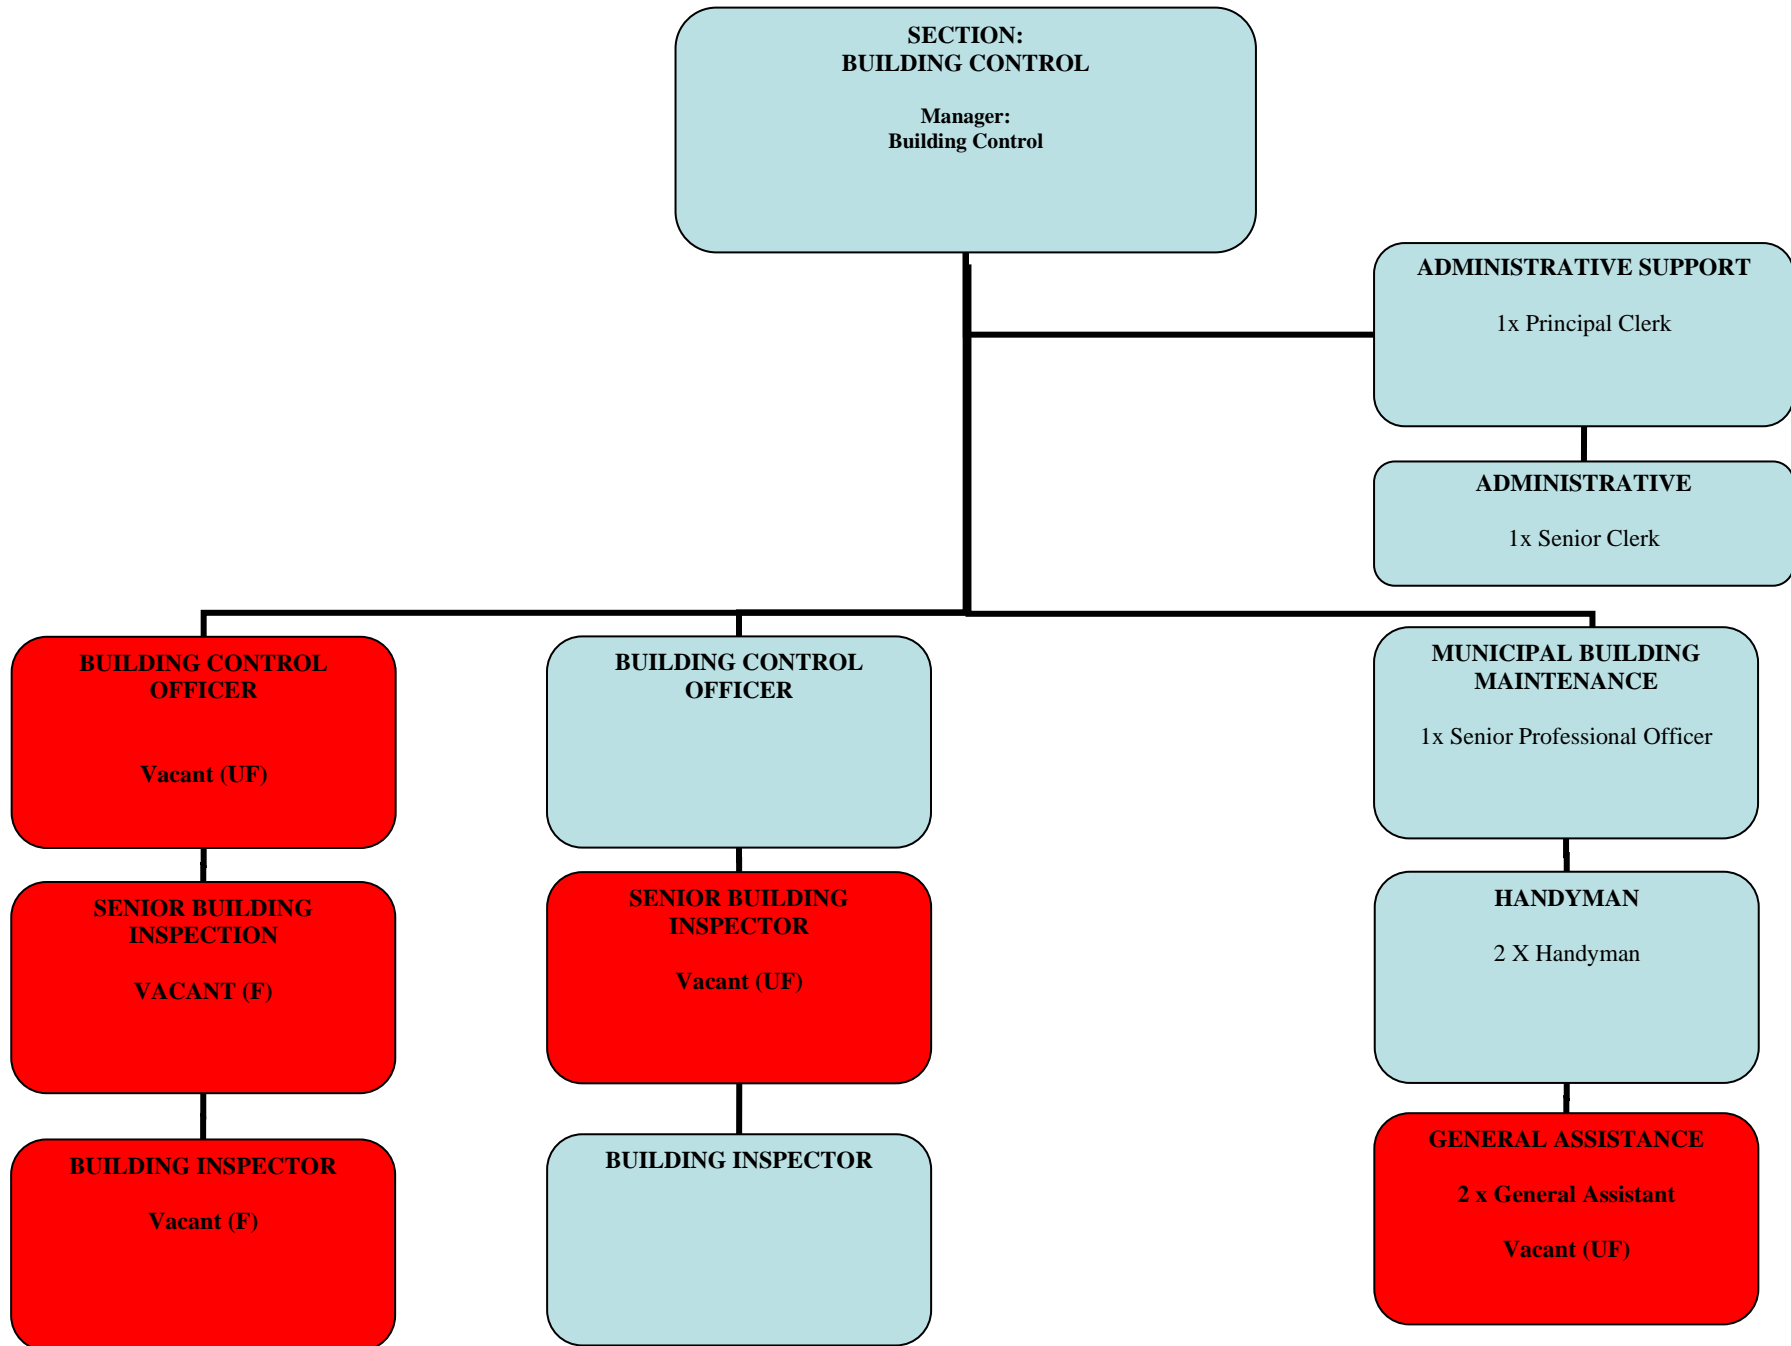 SECTION:
BUILDING CONTROL
Manager:
Building Control
ADMINISTRATIVE SUPPORT
1x Principal Clerk
ADMINISTRATIVE
1x Senior Clerk
BUILDING CONTROL
OFFICER
Vacant (UF)
BUILDING CONTROL
OFFICER
MUNICIPAL BUILDING
MAINTENANCE
1x Senior Professional Officer
SENIOR BUILDING
INSPECTION
VACANT (F)
SENIOR BUILDING
INSPECTOR
Vacant (UF)
HANDYMAN
2 X Handyman
BUILDING INSPECTOR
Vacant (F)
BUILDING INSPECTOR
GENERAL ASSISTANCE
2 x General Assistant
Vacant (UF)